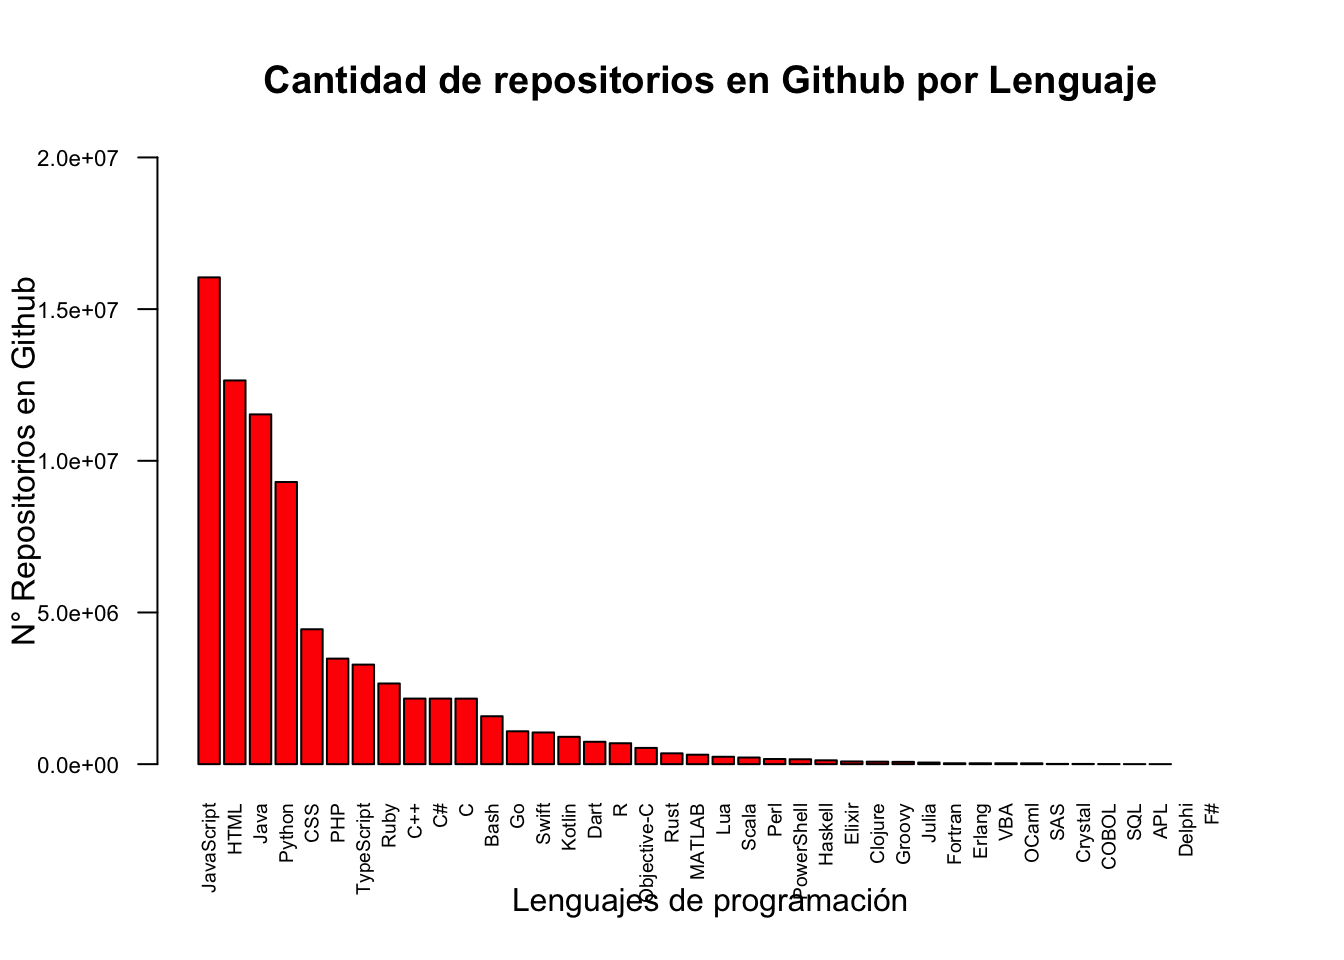 Cantidad de repositorios en Github por Lenguaje
N° Repositorios en Github
2.0e+07
1.5e+07
1.0e+07
5.0e+06
0.0e+00
JavaScript
HTML
Java
Python
CSS
PHP
TypeScript
Ruby
C++
C#
C
Bash
Go
Swift
Kotlin
Dart
R
Objective-C
Rust
MATLAB
Lua
Scala
Perl
PowerShell
Haskell
Elixir
Clojure
Groovy
Julia
Fortran
Erlang
VBA
OCaml
SAS
Crystal
COBOL
SQL
APL
Delphi
F#
Lenguajes de programación